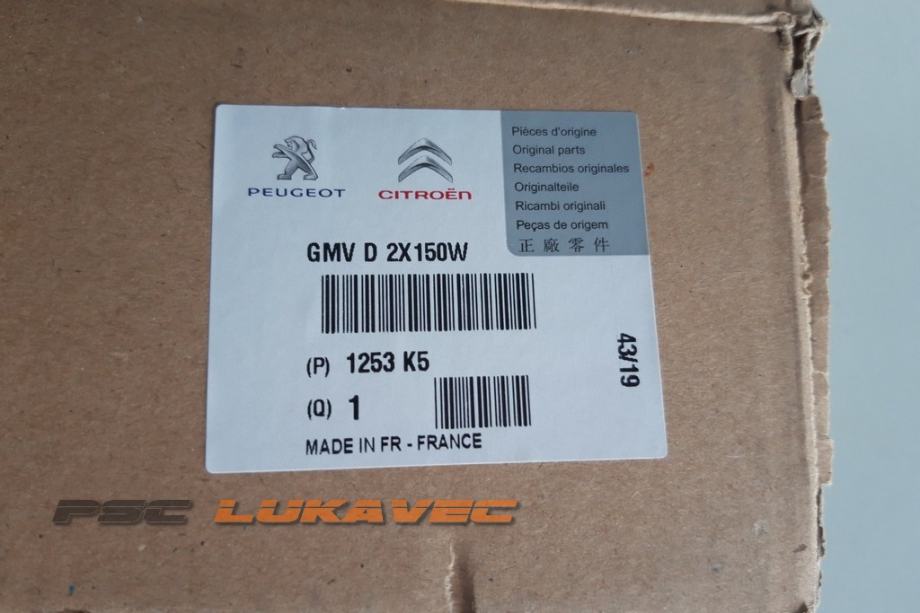 PEUGEOT
CITROËN
Pièces d'origine
Original parts
Recambios originales
Originalteile
Ricambi originali
Peças de origem
正廠零件
GMV D 2X150W
(P) 1253 K5
43/19
(Q) 1
MADE IN FR - FRANCE
PSC LUKAVEC